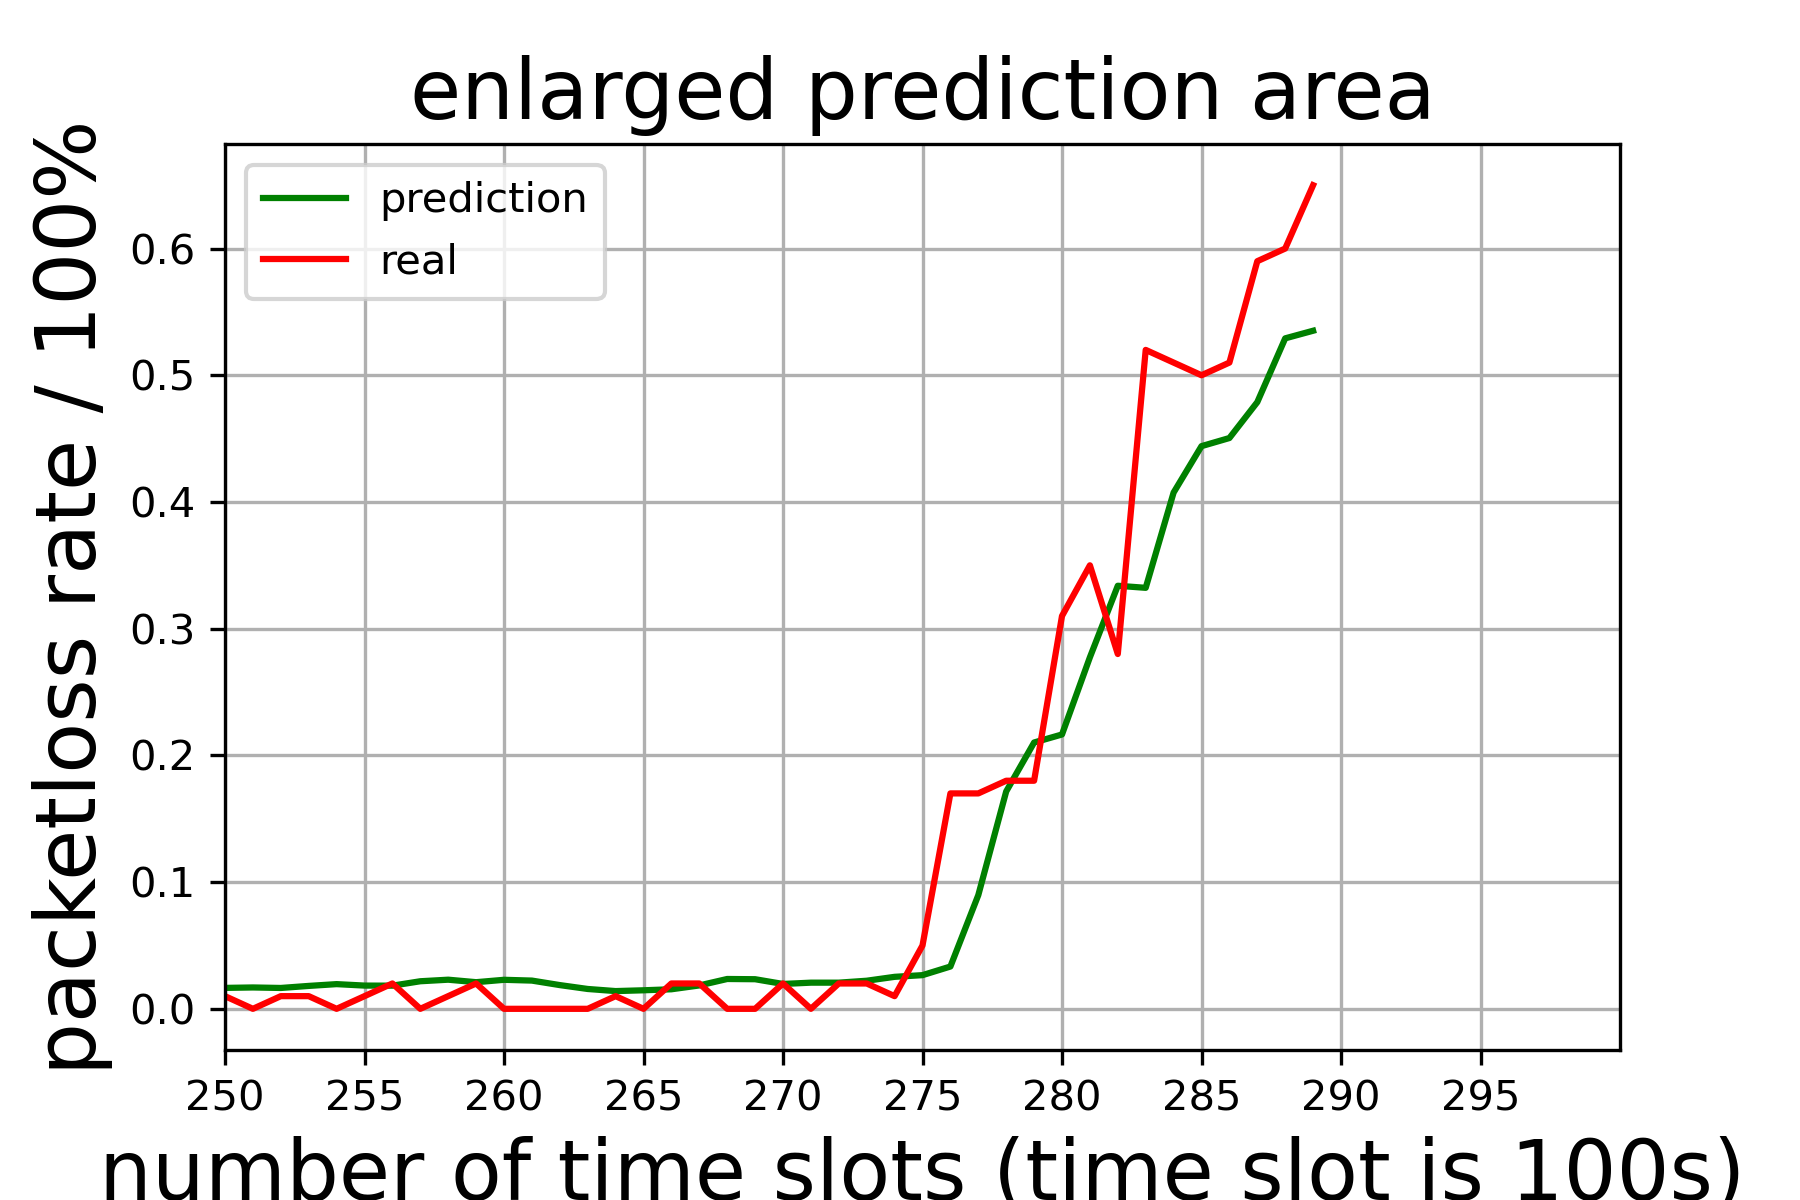 enlarged prediction area
packetloss rate / 100%
prediction
real
0.6
0.5
0.4
0.3
0.2
0.1
0.0
250 255 260 265 270 275 280 285 290 295
number of time slots (time slot is 100s)